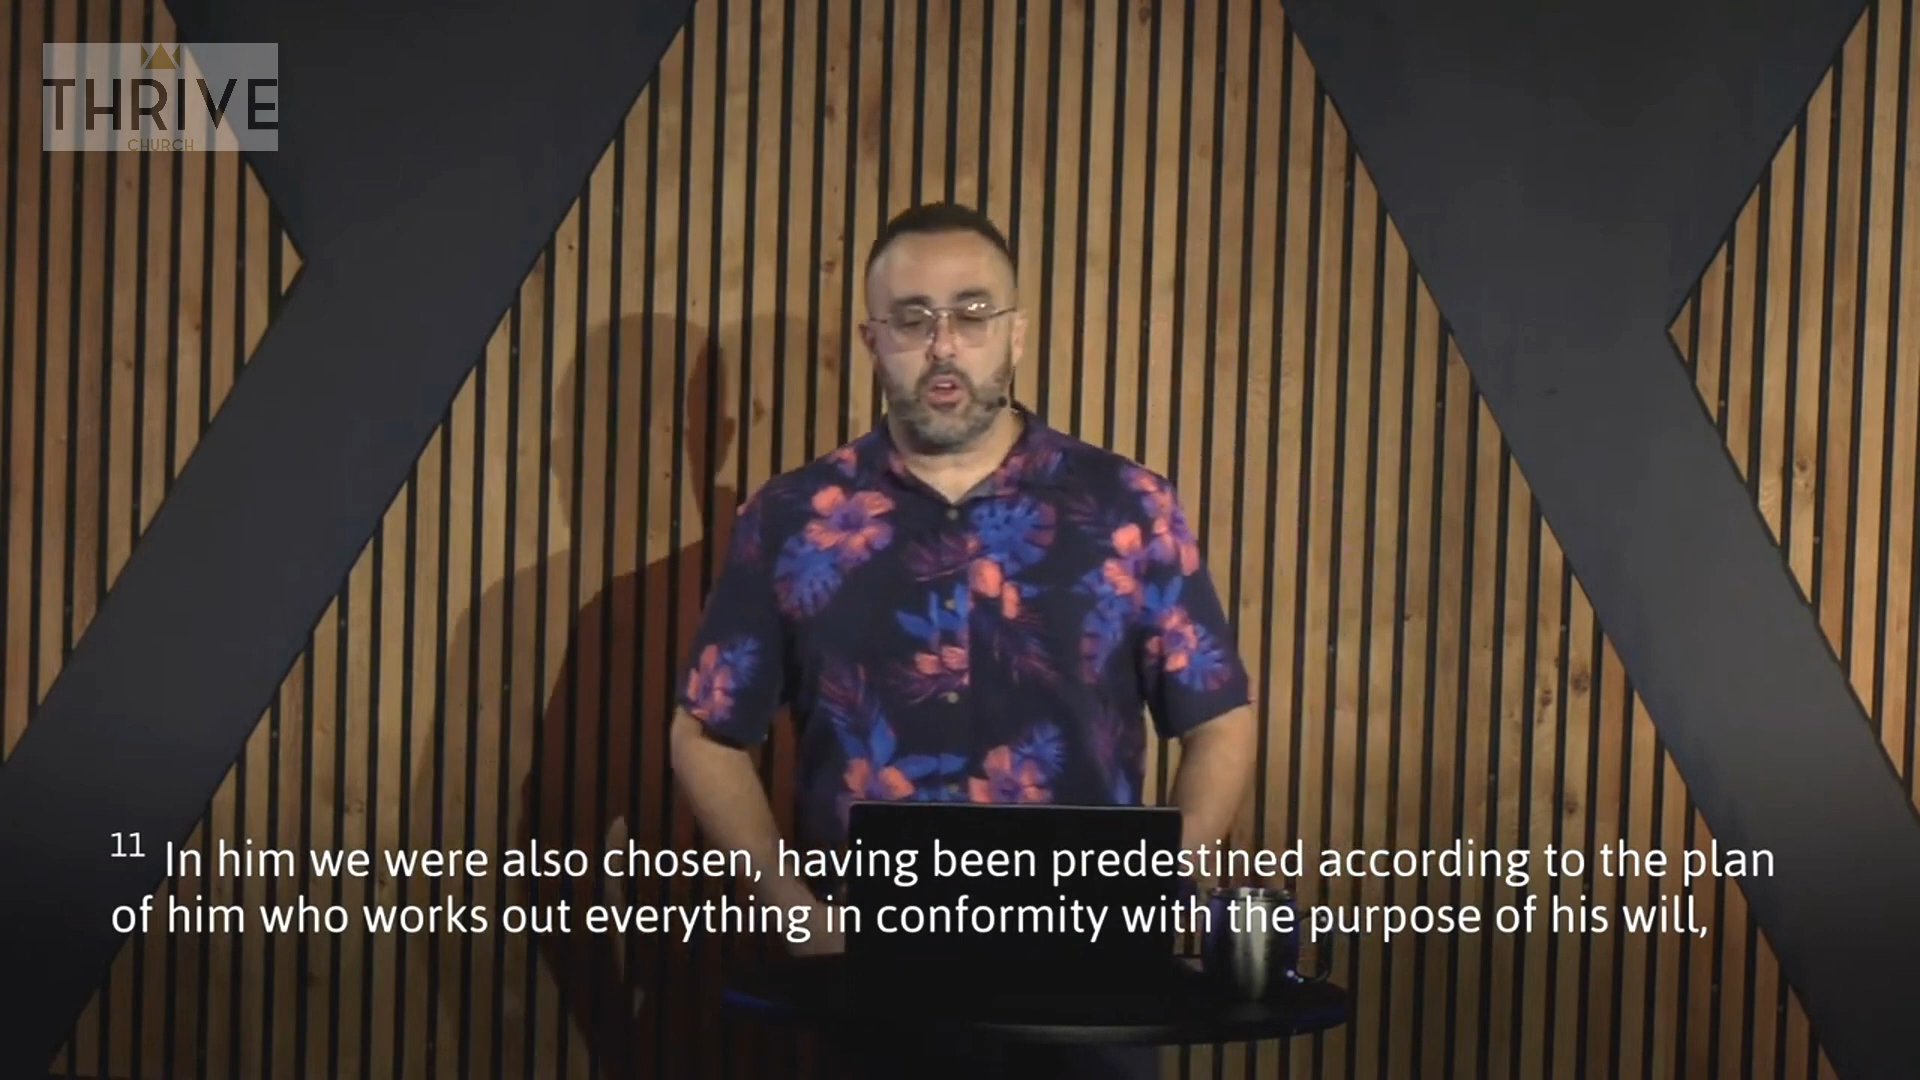 THRIVE
CHURCH
11 In him we were also chosen, having been predestined according to the plan
of him who works out everything in conformity with the purpose of his will,